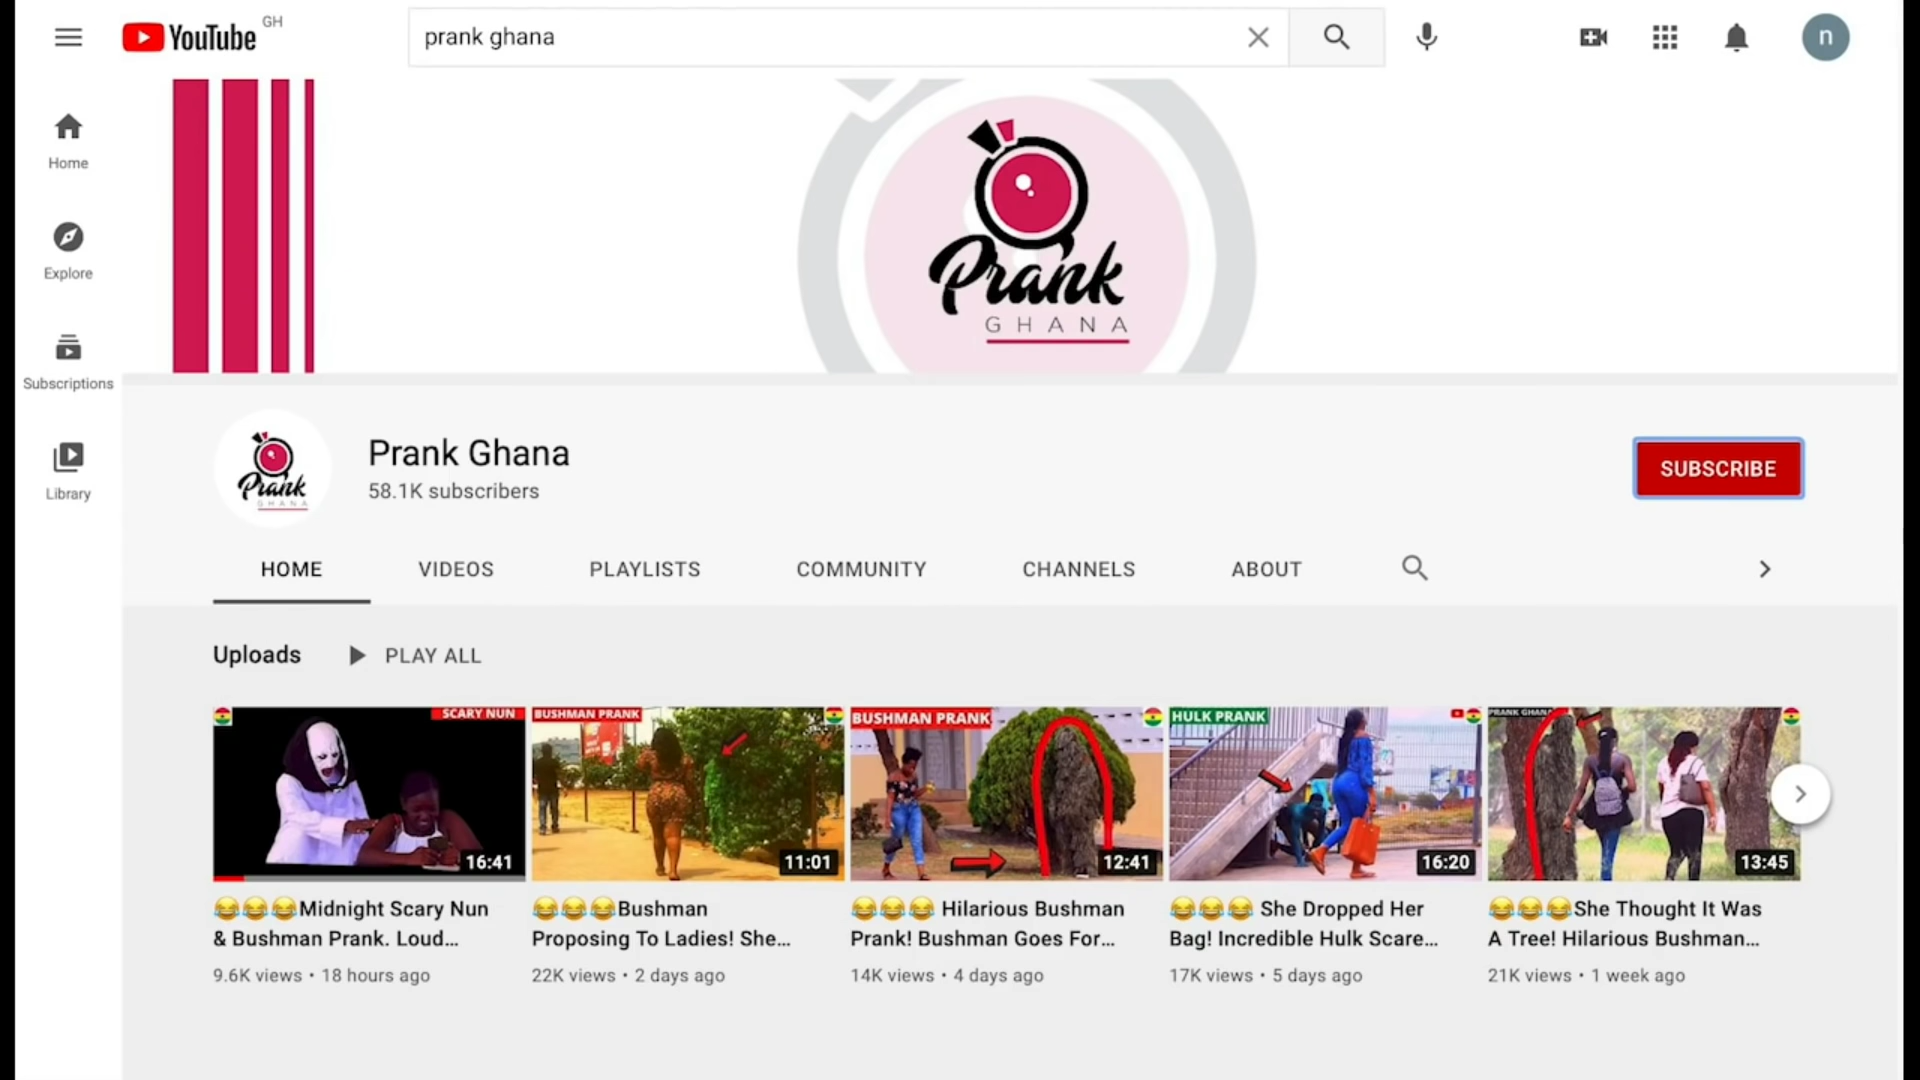 YouTube GH
prank ghana
n
Home
Explore
Subscriptions
Library
Prank
GHANA
Prank
GHANA
Prank Ghana
58.1K subscribers
SUBSCRIBE
HOME VIDEOS PLAYLISTS COMMUNITY CHANNELS ABOUT
Uploads PLAY ALL
SCARY NUN
16:41
BUSHMAN PRANK
11:01
BUSHMAN PRANK
12:41
HULK PRANK
16:20
PRANK GHANA
13:45
😂😂😂Midnight Scary Nun
& Bushman Prank. Loud...
9.6K views • 18 hours ago
😂😂😂Bushman
Proposing To Ladies! She...
22K views • 2 days ago
😂😂😂 Hilarious Bushman
Prank! Bushman Goes For...
14K views • 4 days ago
😂😂😂 She Dropped Her
Bag! Incredible Hulk Scare...
17K views • 5 days ago
😂😂😂She Thought It Was
A Tree! Hilarious Bushman...
21K views • 1 week ago